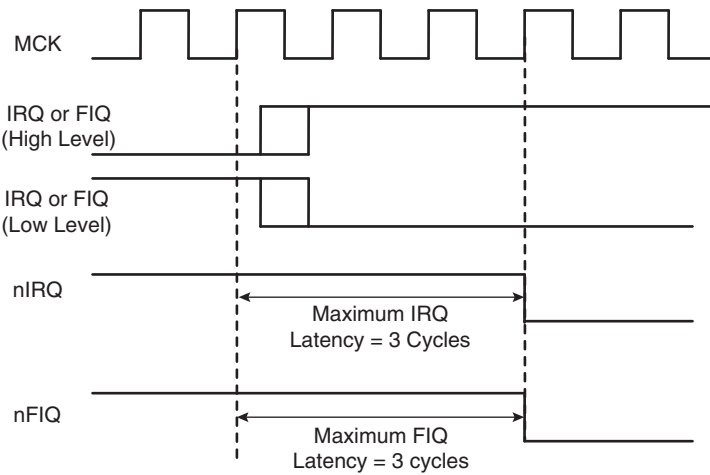 MCK
IRQ or FIQ
(High Level)
IRQ or FIQ
(Low Level)
nIRQ
Maximum IRQ
Latency = 3 Cycles
nFIQ
Maximum FIQ
Latency = 3 cycles